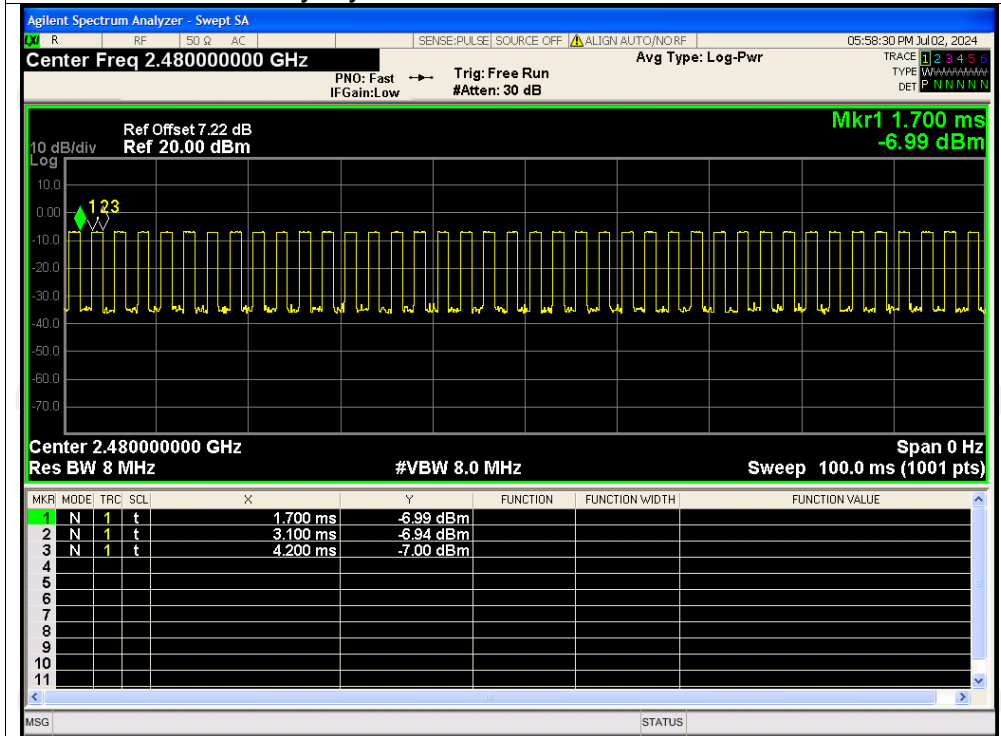 Agilent Spectrum Analyzer - Swept SA
LXI R RF 50 Ω AC SENSE:PULSE SOURCE OFF ALIGN AUTO/NO RF 05:58:30 PM Jul 02, 2024
Center Freq 2.480000000 GHz Avg Type: Log-Pwr TRACE 1 2 3 4 5 6
PNO: Fast Trig: Free Run TYPE WWWWWW
IFGain:Low #Atten: 30 dB DET P N N N N N
Mkr1 1.700 ms
Ref Offset 7.22 dB
10 dB/div Ref 20.00 dBm -6.99 dBm
Log
10.0
0.00
1 2 3
-10.0
-20.0
-30.0
-40.0
-50.0
-60.0
-70.0
Center 2.480000000 GHz Span 0 Hz
Res BW 8 MHz #VBW 8.0 MHz Sweep 100.0 ms (1001 pts)
MKR MODE TRC SCL X Y FUNCTION FUNCTION WIDTH FUNCTION VALUE
1 N 1 t 1.700 ms -6.99 dBm
2 N 1 t 3.100 ms -6.94 dBm
3 N 1 t 4.200 ms -7.00 dBm
4
5
6
7
8
9
10
11
MSG STATUS